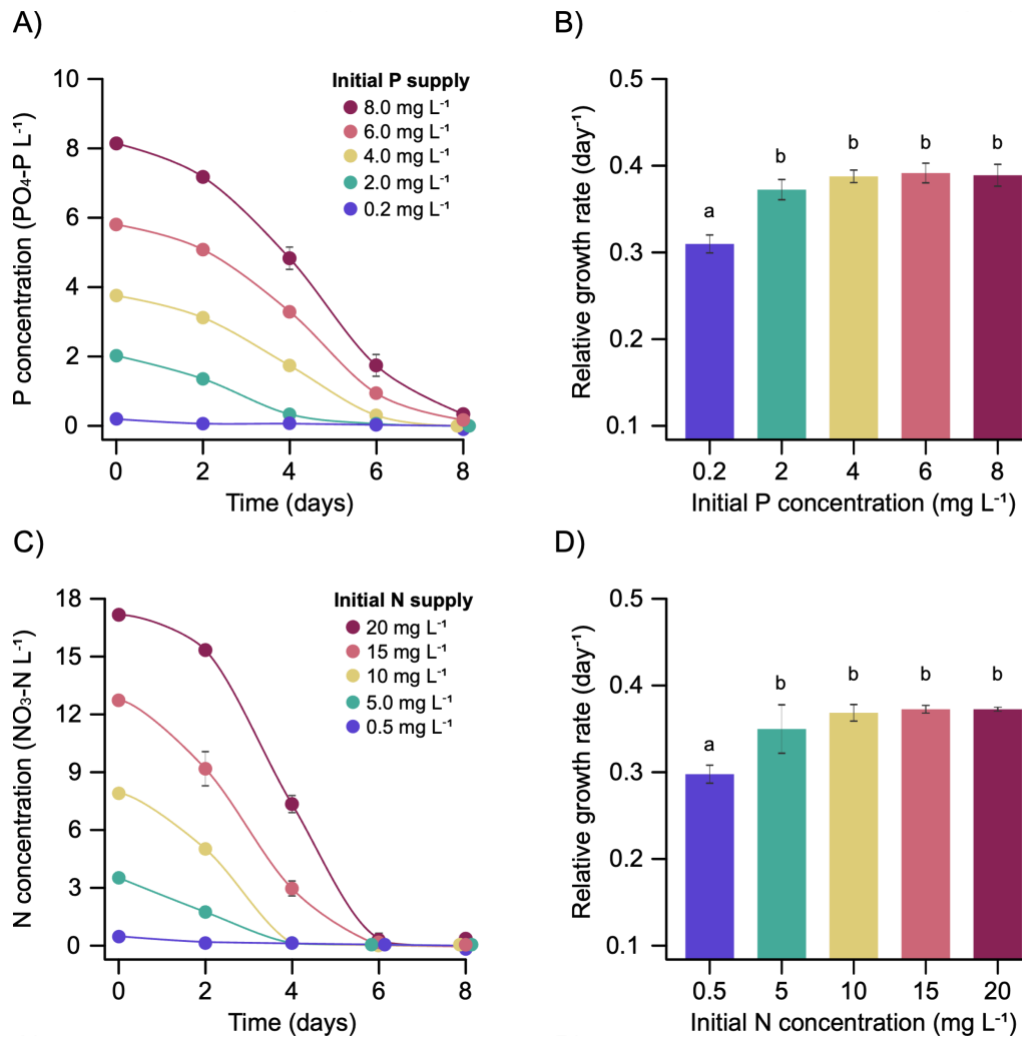 A)
P concentration (PO₄–P L⁻¹)
10
8
6
4
2
0
Initial P supply
8.0 mg L⁻¹
6.0 mg L⁻¹
4.0 mg L⁻¹
2.0 mg L⁻¹
0.2 mg L⁻¹
0 2 4 6 8
Time (days)
B)
Relative growth rate (day⁻¹)
0.5
0.4
0.3
0.2
0.1
a b b b b
0.2 2 4 6 8
Initial P concentration (mg L⁻¹)
C)
N concentration (NO₃–N L⁻¹)
18
15
12
9
6
3
0
Initial N supply
20 mg L⁻¹
15 mg L⁻¹
10 mg L⁻¹
5.0 mg L⁻¹
0.5 mg L⁻¹
0 2 4 6 8
Time (days)
D)
Relative growth rate (day⁻¹)
0.5
0.4
0.3
0.2
0.1
a b b b b
0.5 5 10 15 20
Initial N concentration (mg L⁻¹)